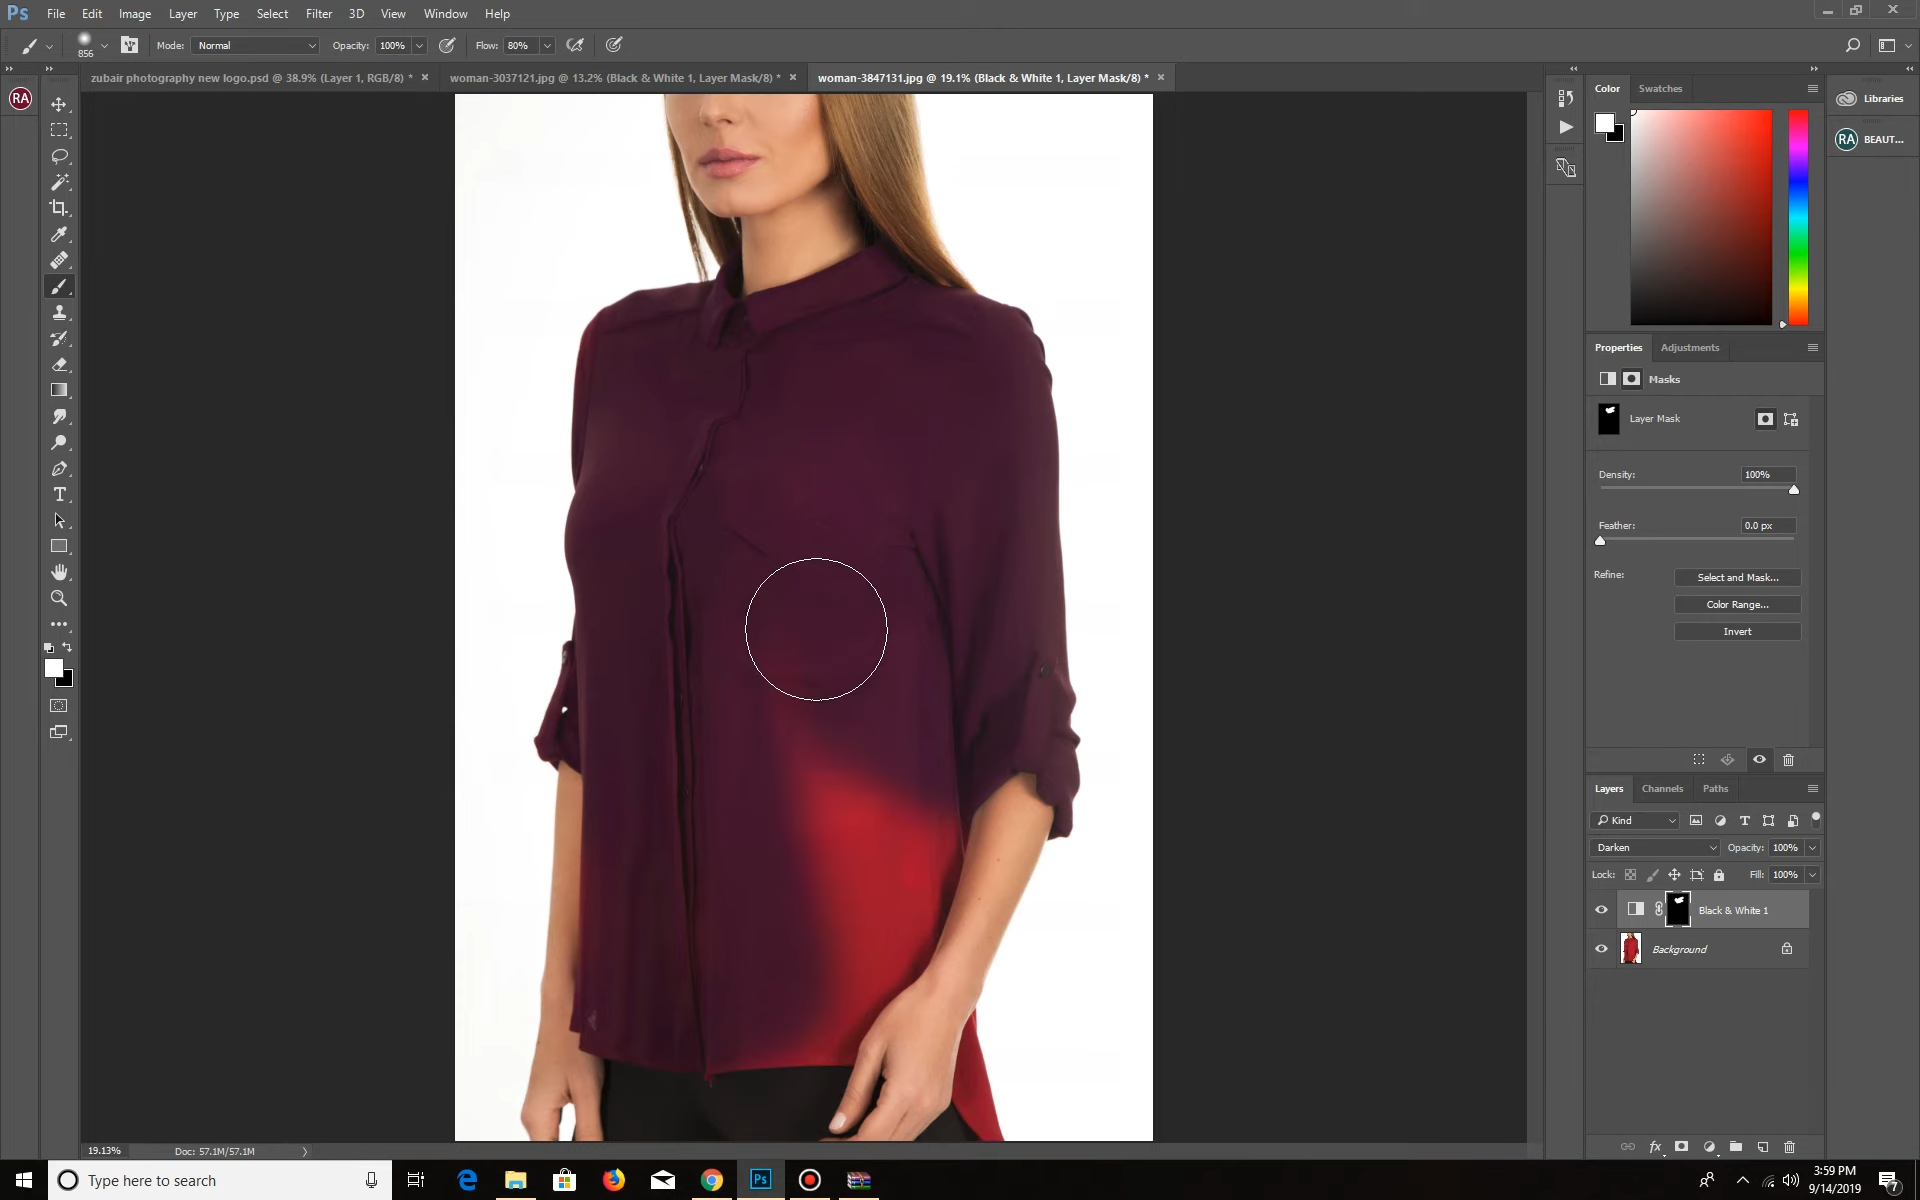 Ps File Edit Image Layer Type Select Filter 3D View Window Help
856 Mode: Normal Opacity: 100% Flow: 80%
zubair photography new logo.psd @ 38.9% (Layer 1, RGB/8) * × woman-3037121.jpg @ 13.2% (Black & White 1, Layer Mask/8) * × woman-3847131.jpg @ 19.1% (Black & White 1, Layer Mask/8) * ×
RA
Color Swatches
Libraries
RA BEAUT...
Properties Adjustments
Masks
Layer Mask
Density: 100%
Feather: 0.0 px
Refine: Select and Mask...
Color Range...
Invert
Layers Channels Paths
Kind
Darken Opacity: 100%
Lock: Fill: 100%
Black & White 1
Background
fx
19.13% Doc: 57.1M/57.1M
Type here to search
Ps
3:59 PM
9/14/2019
7